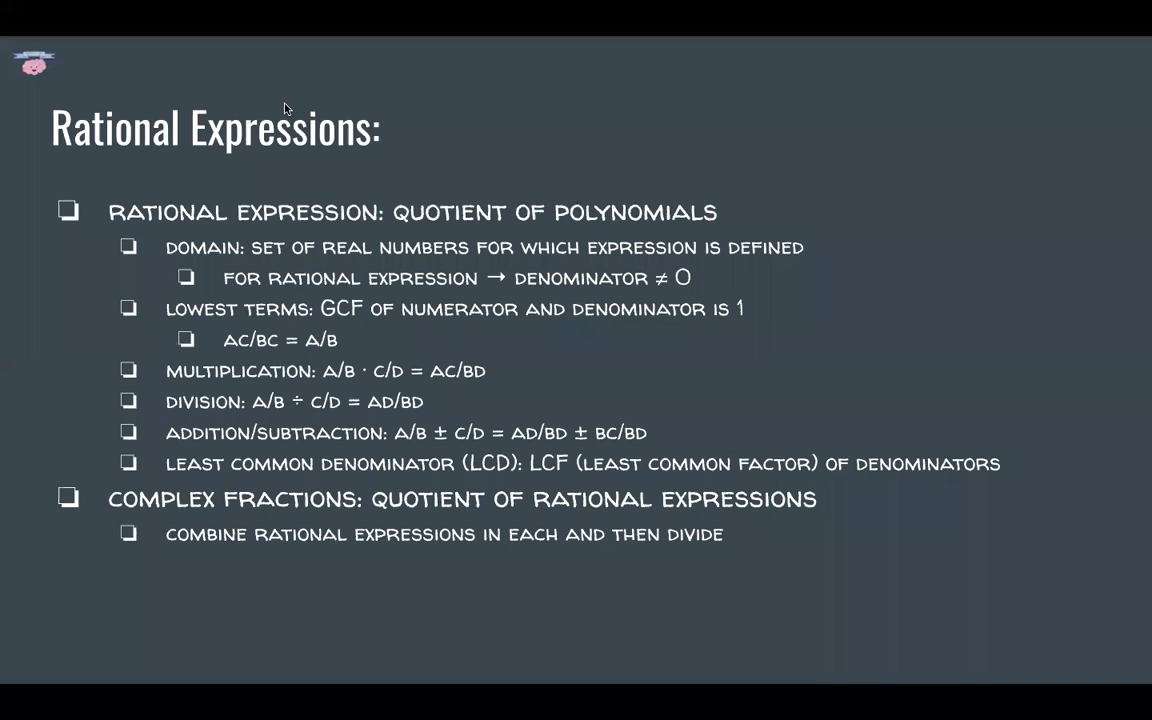 Rational Expressions:
❏ RATIONAL EXPRESSION: QUOTIENT OF POLYNOMIALS
❏ DOMAIN: SET OF REAL NUMBERS FOR WHICH EXPRESSION IS DEFINED
❏ FOR RATIONAL EXPRESSION → DENOMINATOR ≠ 0
❏ LOWEST TERMS: GCF OF NUMERATOR AND DENOMINATOR IS 1
❏ AC/BC = A/B
❏ MULTIPLICATION: A/B · C/D = AC/BD
❏ DIVISION: A/B ÷ C/D = AD/BD
❏ ADDITION/SUBTRACTION: A/B ± C/D = AD/BD ± BC/BD
❏ LEAST COMMON DENOMINATOR (LCD): LCF (LEAST COMMON FACTOR) OF DENOMINATORS
❏ COMPLEX FRACTIONS: QUOTIENT OF RATIONAL EXPRESSIONS
❏ COMBINE RATIONAL EXPRESSIONS IN EACH AND THEN DIVIDE